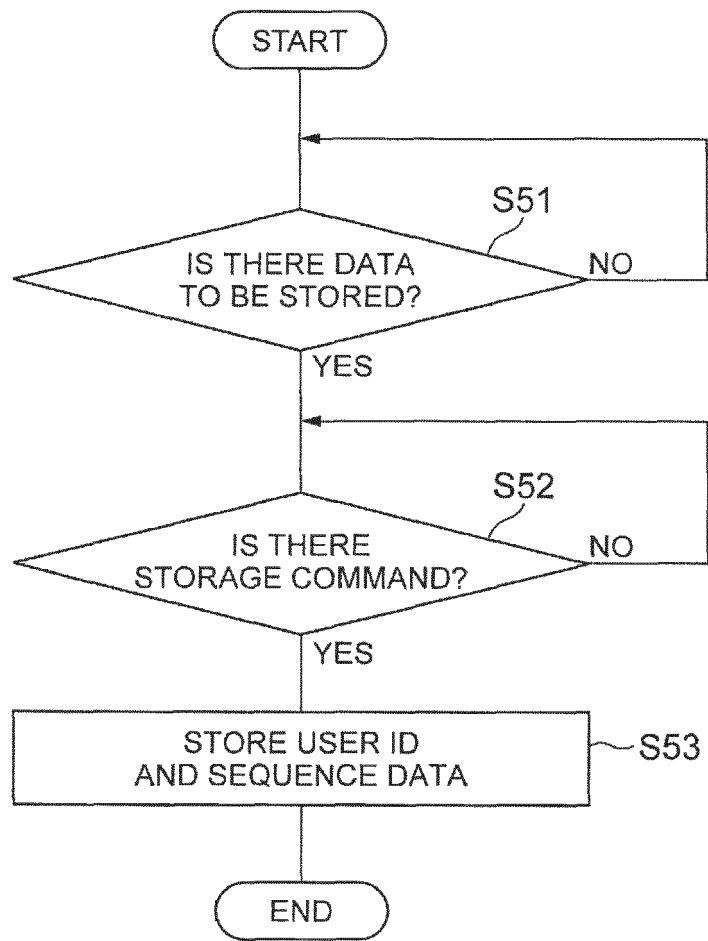 START
S51
IS THERE DATA
TO BE STORED?
NO
YES
S52
IS THERE
STORAGE COMMAND?
NO
YES
STORE USER ID
AND SEQUENCE DATA
S53
END